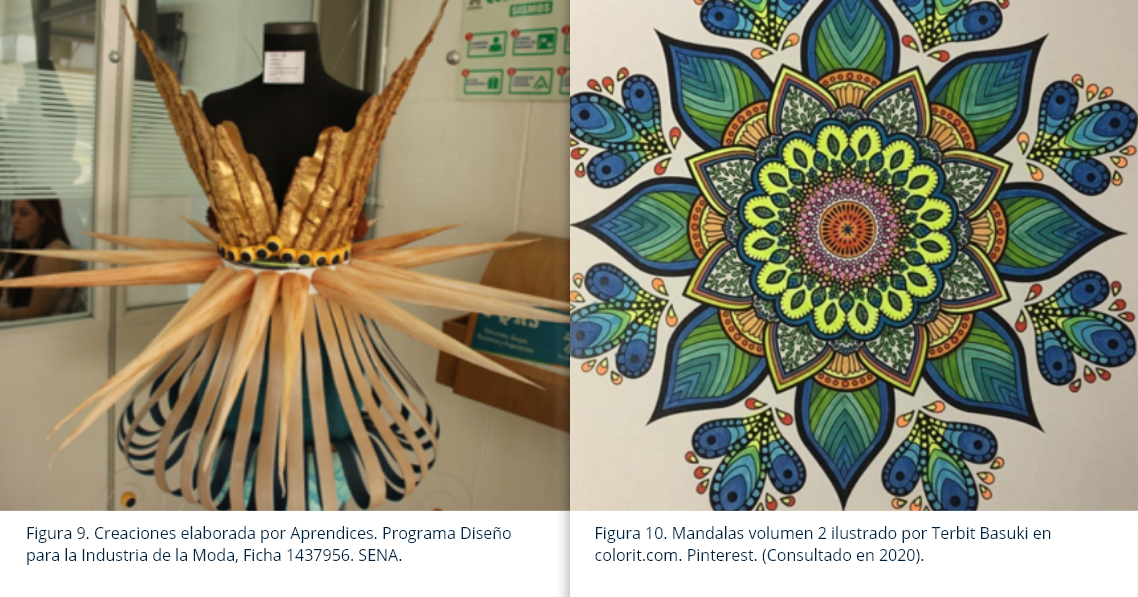 SISMOS
Figura 9. Creaciones elaborada por Aprendices. Programa Diseño
para la Industria de la Moda, Ficha 1437956. SENA.
Figura 10. Mandalas volumen 2 ilustrado por Terbit Basuki en
colorit.com. Pinterest. (Consultado en 2020).